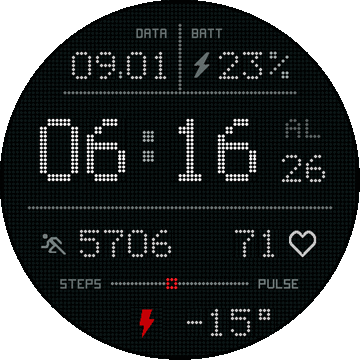 DATA BATT
09.01 23%
06:16 AL
26
5706 71
STEPS PULSE
-15°